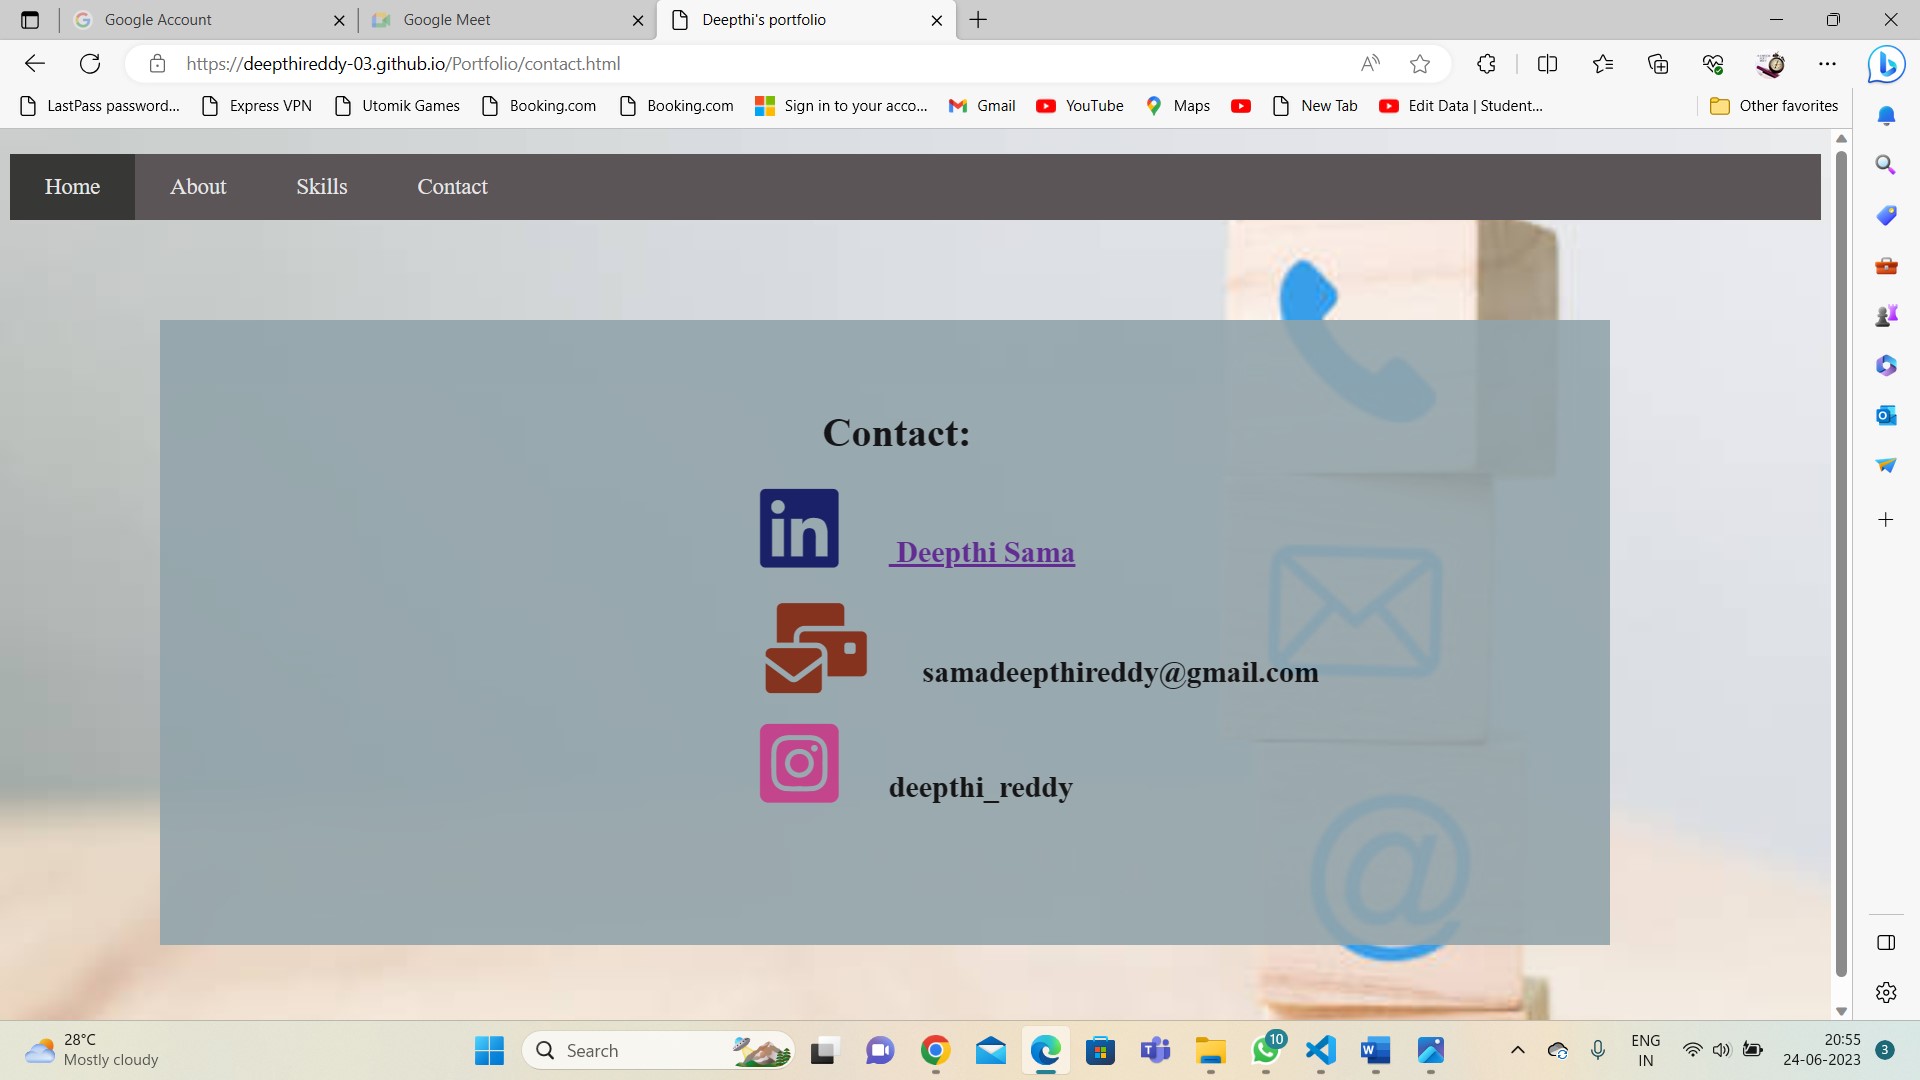 Google Account
Google Meet
Deepthi's portfolio
https://deepthireddy-03.github.io/Portfolio/contact.html
LastPass password...
Express VPN
Utomik Games
Booking.com
Booking.com
Sign in to your acco...
Gmail
YouTube
Maps
New Tab
Edit Data | Student...
Other favorites
Home
About
Skills
Contact
Contact:
in
Deepthi Sama
samadeepthireddy@gmail.com
deepthi_reddy
@
28°C
Mostly cloudy
Search
10
ENG
IN
20:55
24-06-2023
3